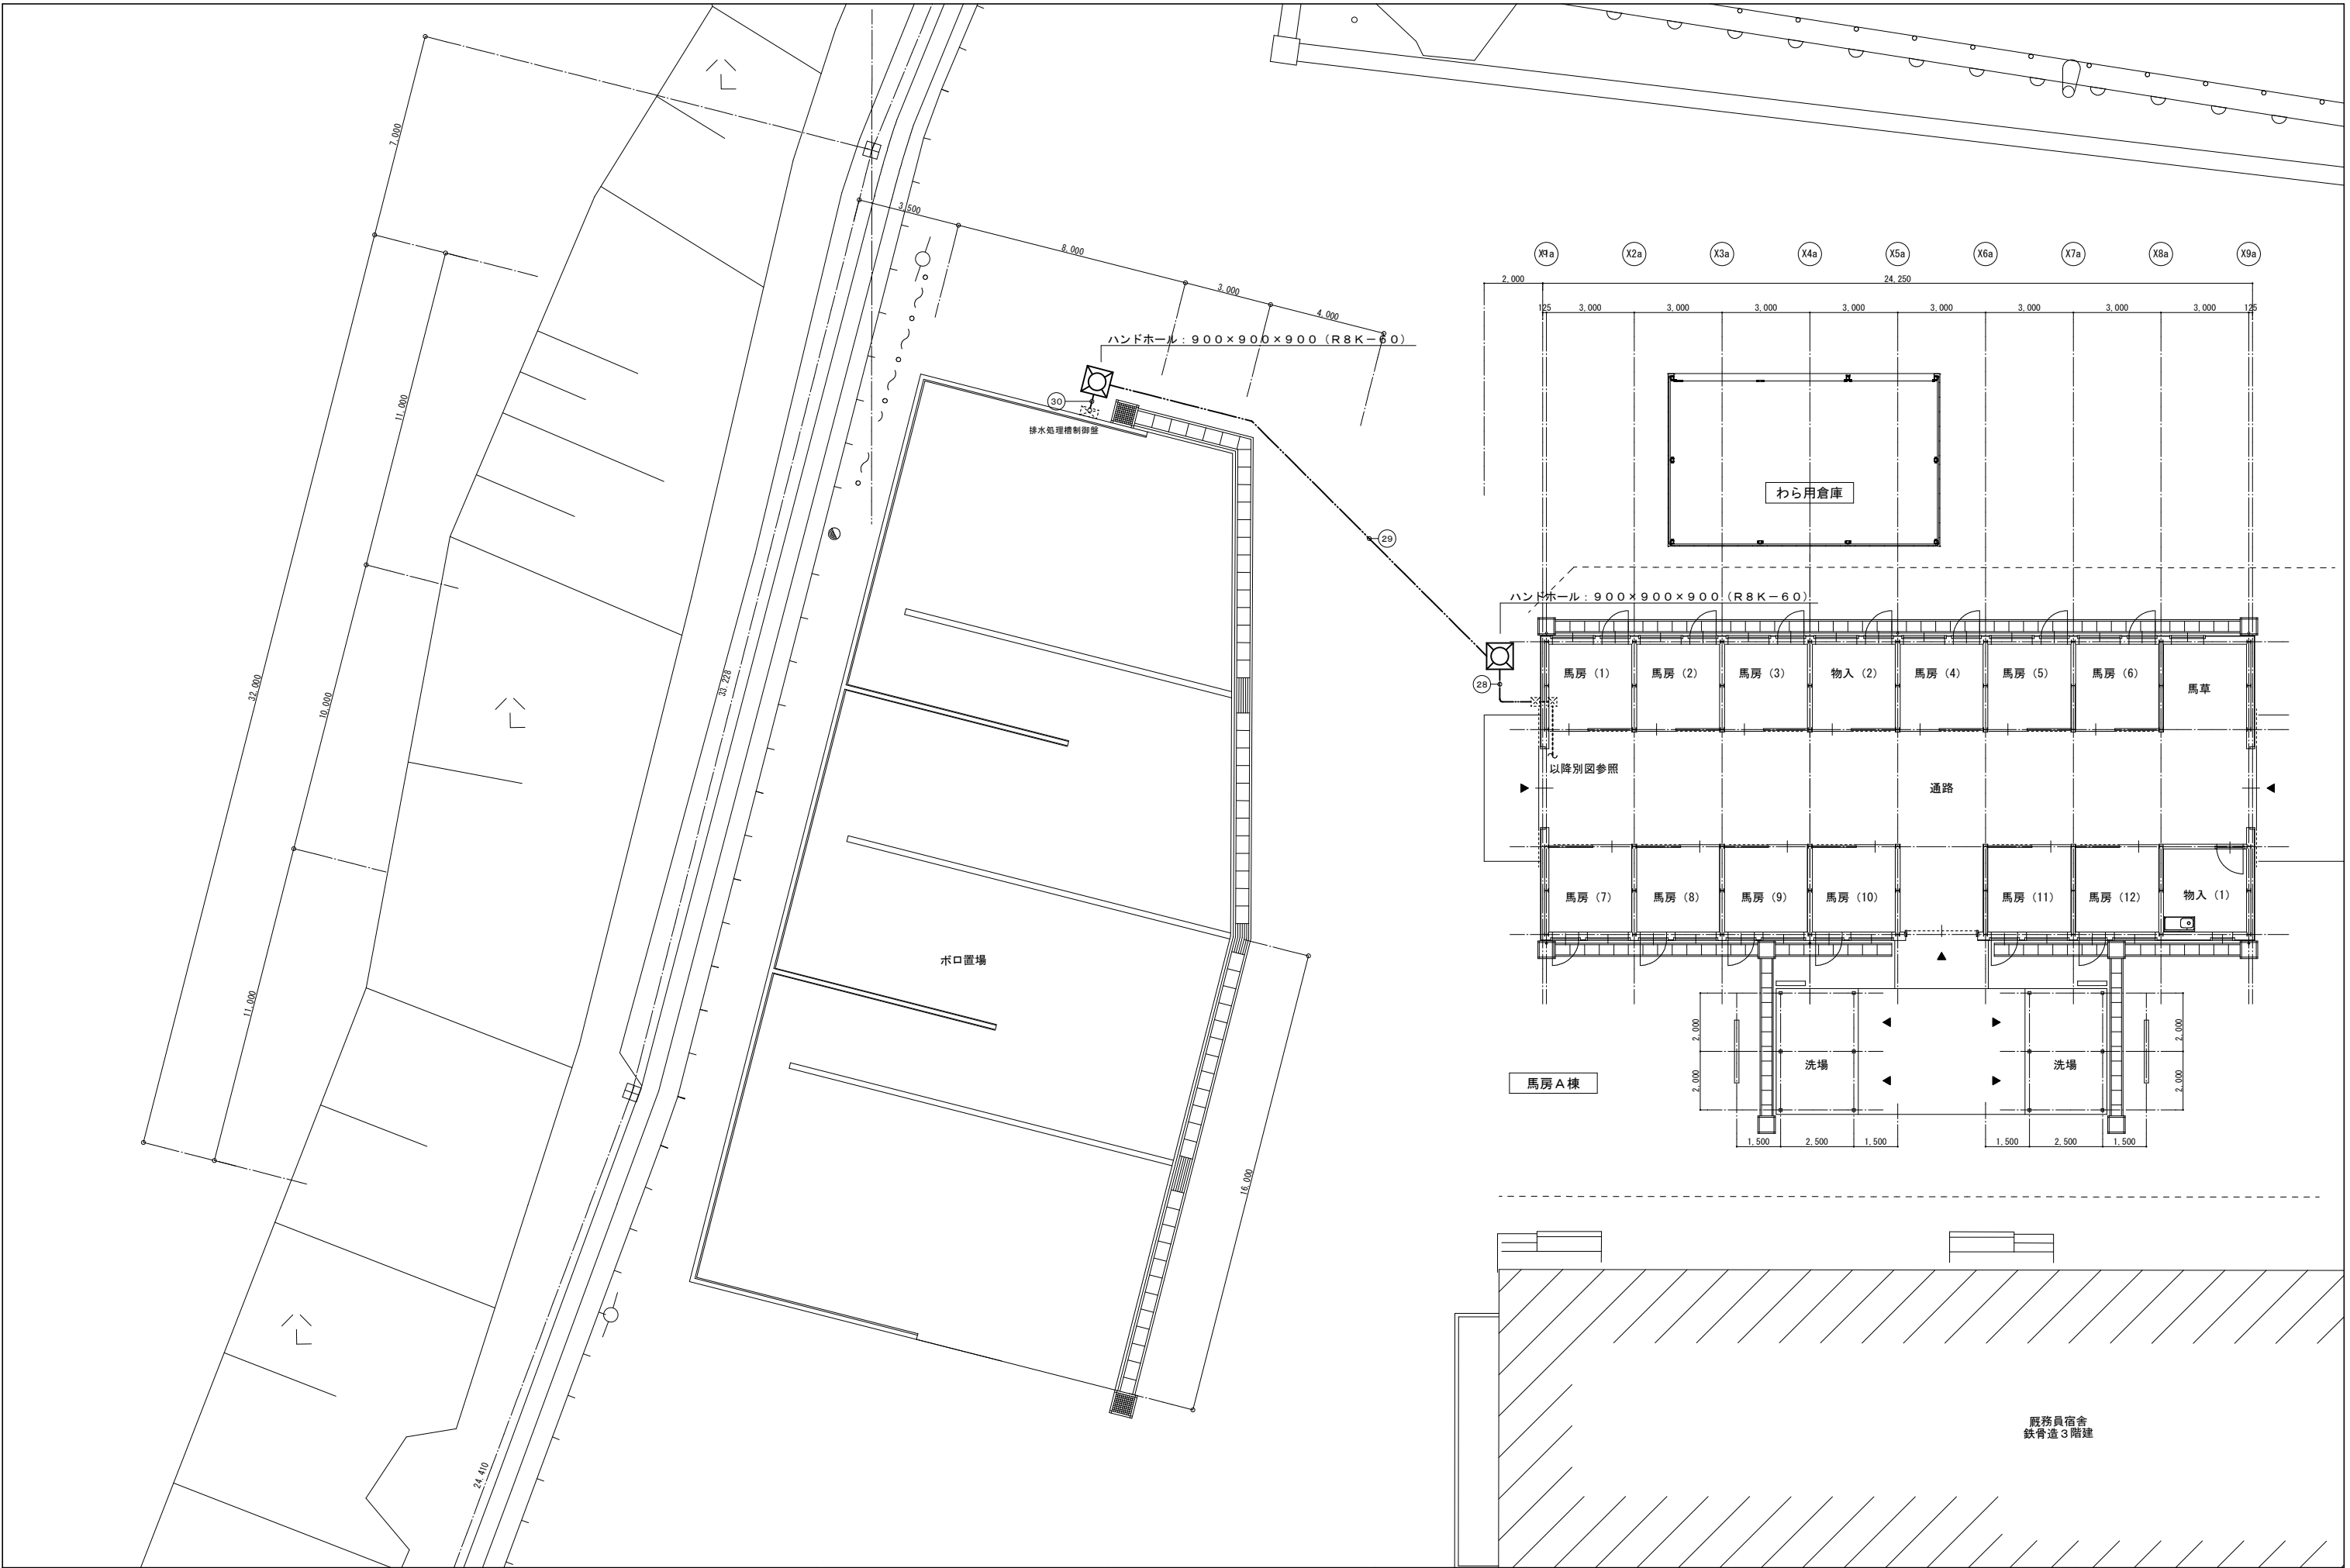 7,000
3,500
8,000
3,000
4,000
ハンドホール：９００×９００×９００（Ｒ８Ｋ－６０）
30
排水処理槽制御盤
11,000
32,000
33,228
10,000
11,000
24,410
ボロ置場
16,000
29
X1a
X2a
X3a
X4a
X5a
X6a
X7a
X8a
X9a
2,000
24,250
125
3,000
3,000
3,000
3,000
3,000
3,000
3,000
3,000
125
わら用倉庫
ハンドホール：９００×９００×９００（Ｒ８Ｋ－６０）
28
馬房（1）
馬房（2）
馬房（3）
物入（2）
馬房（4）
馬房（5）
馬房（6）
馬草
以降別図参照
通路
馬房（7）
馬房（8）
馬房（9）
馬房（10）
馬房（11）
馬房（12）
物入（1）
2,000
2,000
洗場
洗場
2,000
2,000
馬房Ａ棟
1,500
2,500
1,500
1,500
2,500
1,500
厩務員宿舎
鉄骨造３階建